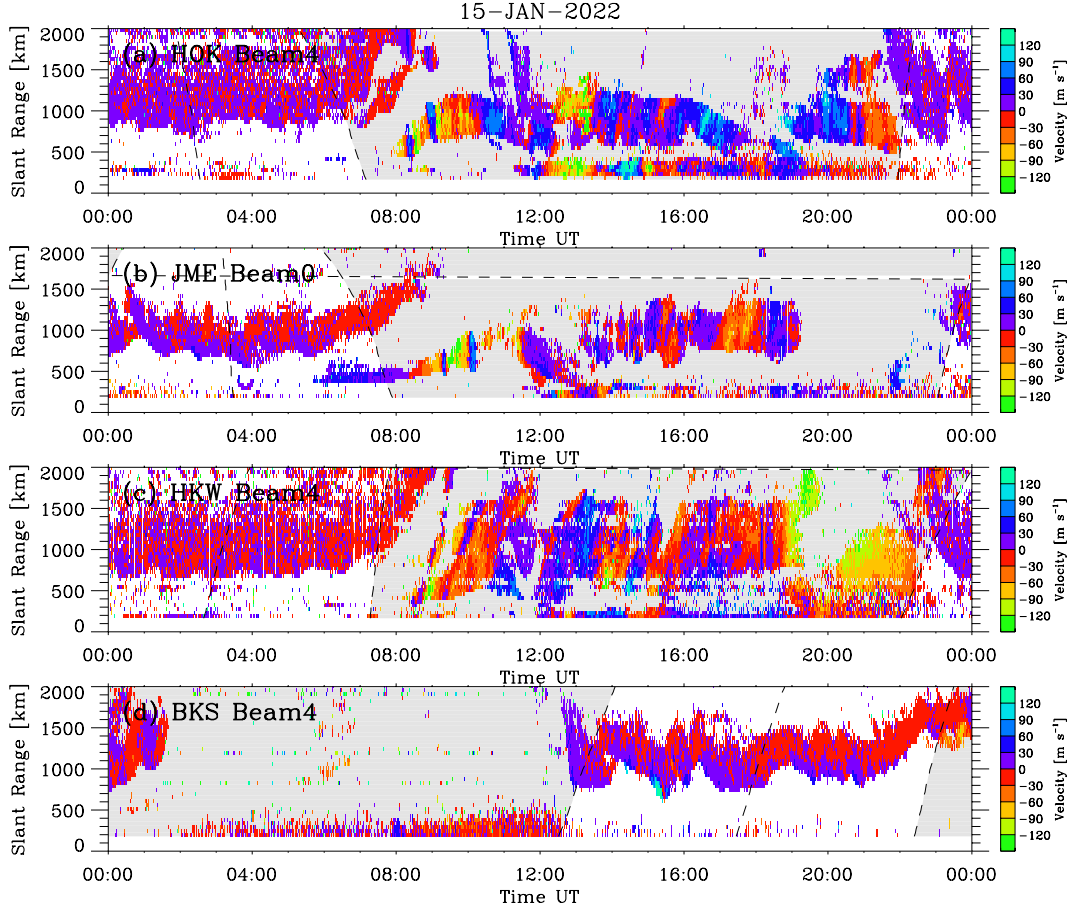 15-JAN-2022
(a) HOK Beam4
Slant Range [km]
2000
1500
1000
500
0
00:00 04:00 08:00 12:00 16:00 20:00 00:00
Time UT
120
90
60
30
0
-30
-60
-90
-120
Velocity [m s⁻¹]
(b) JME Beam0
Slant Range [km]
2000
1500
1000
500
0
00:00 04:00 08:00 12:00 16:00 20:00 00:00
Time UT
120
90
60
30
0
-30
-60
-90
-120
Velocity [m s⁻¹]
(c) HKW Beam4
Slant Range [km]
2000
1500
1000
500
0
00:00 04:00 08:00 12:00 16:00 20:00 00:00
Time UT
120
90
60
30
0
-30
-60
-90
-120
Velocity [m s⁻¹]
(d) BKS Beam4
Slant Range [km]
2000
1500
1000
500
0
00:00 04:00 08:00 12:00 16:00 20:00 00:00
Time UT
120
90
60
30
0
-30
-60
-90
-120
Velocity [m s⁻¹]